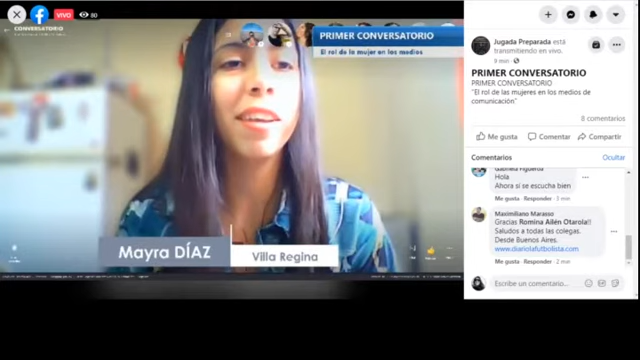 VIVO
80
CONVERSATORIO
PRIMER CONVERSATORIO
El rol de la mujer en los medios
Mayra DÍAZ
Villa Regina
Jugada Preparada está
transmitiendo en vivo.
9 min
PRIMER CONVERSATORIO
PRIMER CONVERSATORIO
"El rol de las mujeres en los medios de
comunicación"
8 comentarios
Me gusta
Comentar
Compartir
Comentarios
Ocultar
Gabriela Figueroa
Hola
Ahora si se escucha bien
Me gusta · Responder · 3 min
Maximiliano Marasso
Gracias Romina Ailén Otarola!!
Saludos a todas las colegas.
Desde Buenos Aires.
www.diariolafutbolista.com
Me gusta · Responder · 2 min
Escribe un comentario...